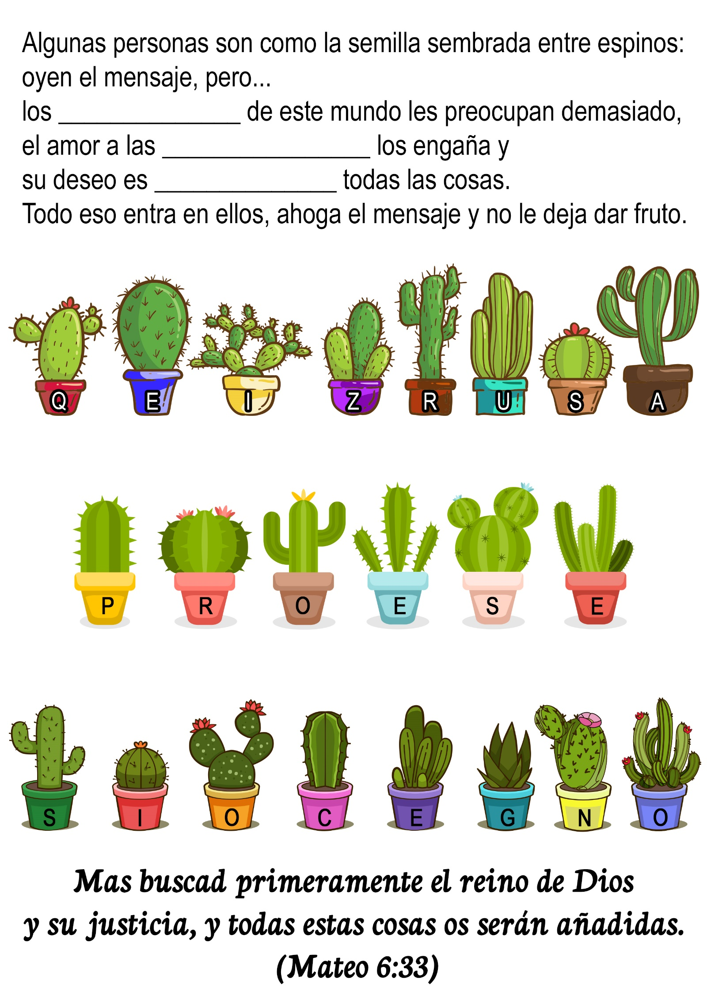 Algunas personas son como la semilla sembrada entre espinos:
oyen el mensaje, pero...
los ______________ de este mundo les preocupan demasiado,
el amor a las ________________ los engaña y
su deseo es ______________ todas las cosas.
Todo eso entra en ellos, ahoga el mensaje y no le deja dar fruto.
Q E I Z R U S A
P R O E S E
S I O C E G N O
Mas buscad primeramente el reino de Dios
y su justicia, y todas estas cosas os serán añadidas.
(Mateo 6:33)